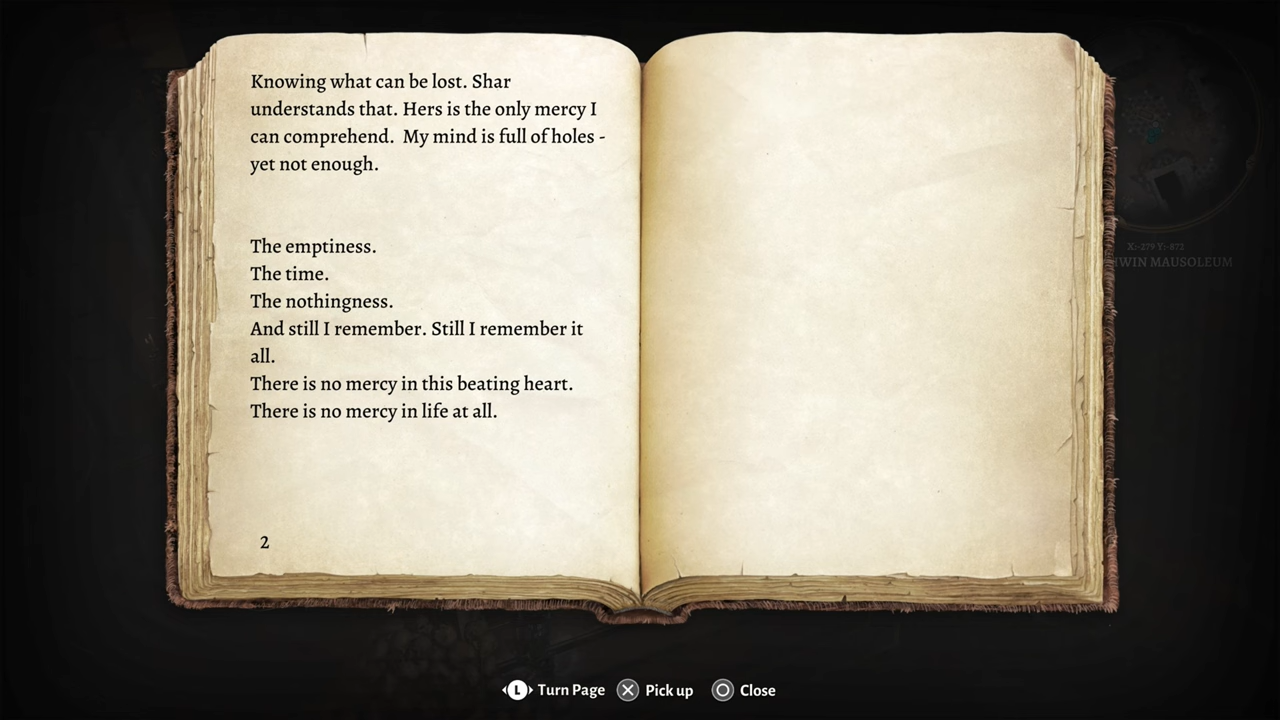 Knowing what can be lost. Shar
understands that. Hers is the only mercy I
can comprehend.  My mind is full of holes -
yet not enough.
The emptiness.
The time.
The nothingness.
And still I remember. Still I remember it
all.
There is no mercy in this beating heart.
There is no mercy in life at all.
2
X:-279 Y:-872
WIN MAUSOLEUM
L Turn Page Pick up Close